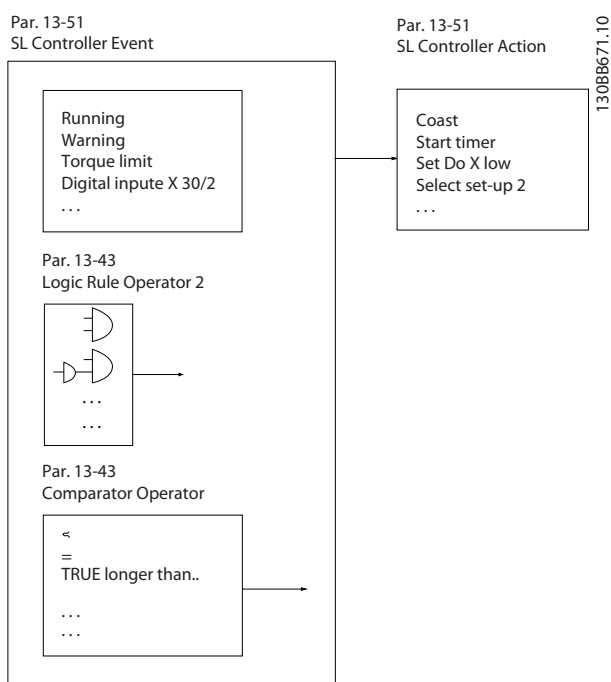 Par. 13-51
SL Controller Event
Par. 13-51
SL Controller Action
130BB671.10
Running
Warning
Torque limit
Digital inpute X 30/2
. . .
Coast
Start timer
Set Do X low
Select set-up 2
. . .
Par. 13-43
Logic Rule Operator 2
. . .
. . .
Par. 13-43
Comparator Operator
=
TRUE longer than..
. . .
. . .